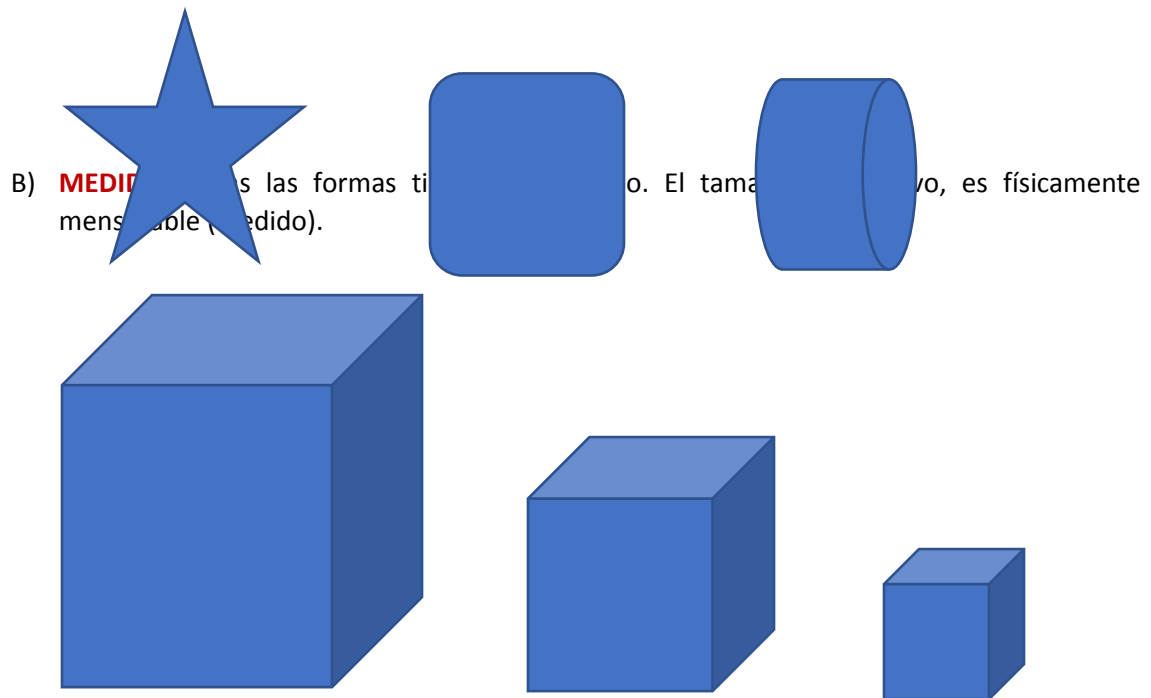 B) MEDID s las formas ti o. El tama vo, es físicamente
mens able ( edido).